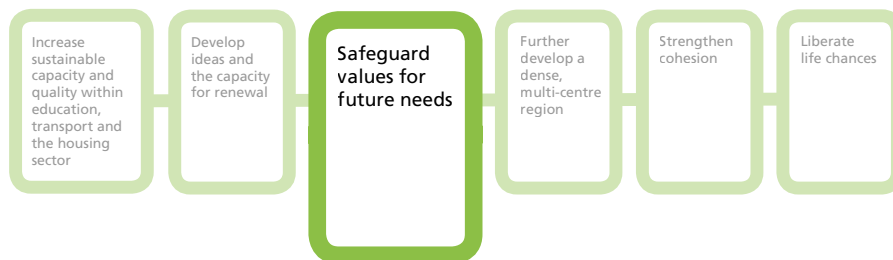 Increase
sustainable
capacity and
quality within
education,
transport and
the housing
sector
Develop
ideas and
the capacity
for renewal
Safeguard
values for
future needs
Further
develop a
dense,
multi-centre
region
Strengthen
cohesion
Liberate
life chances